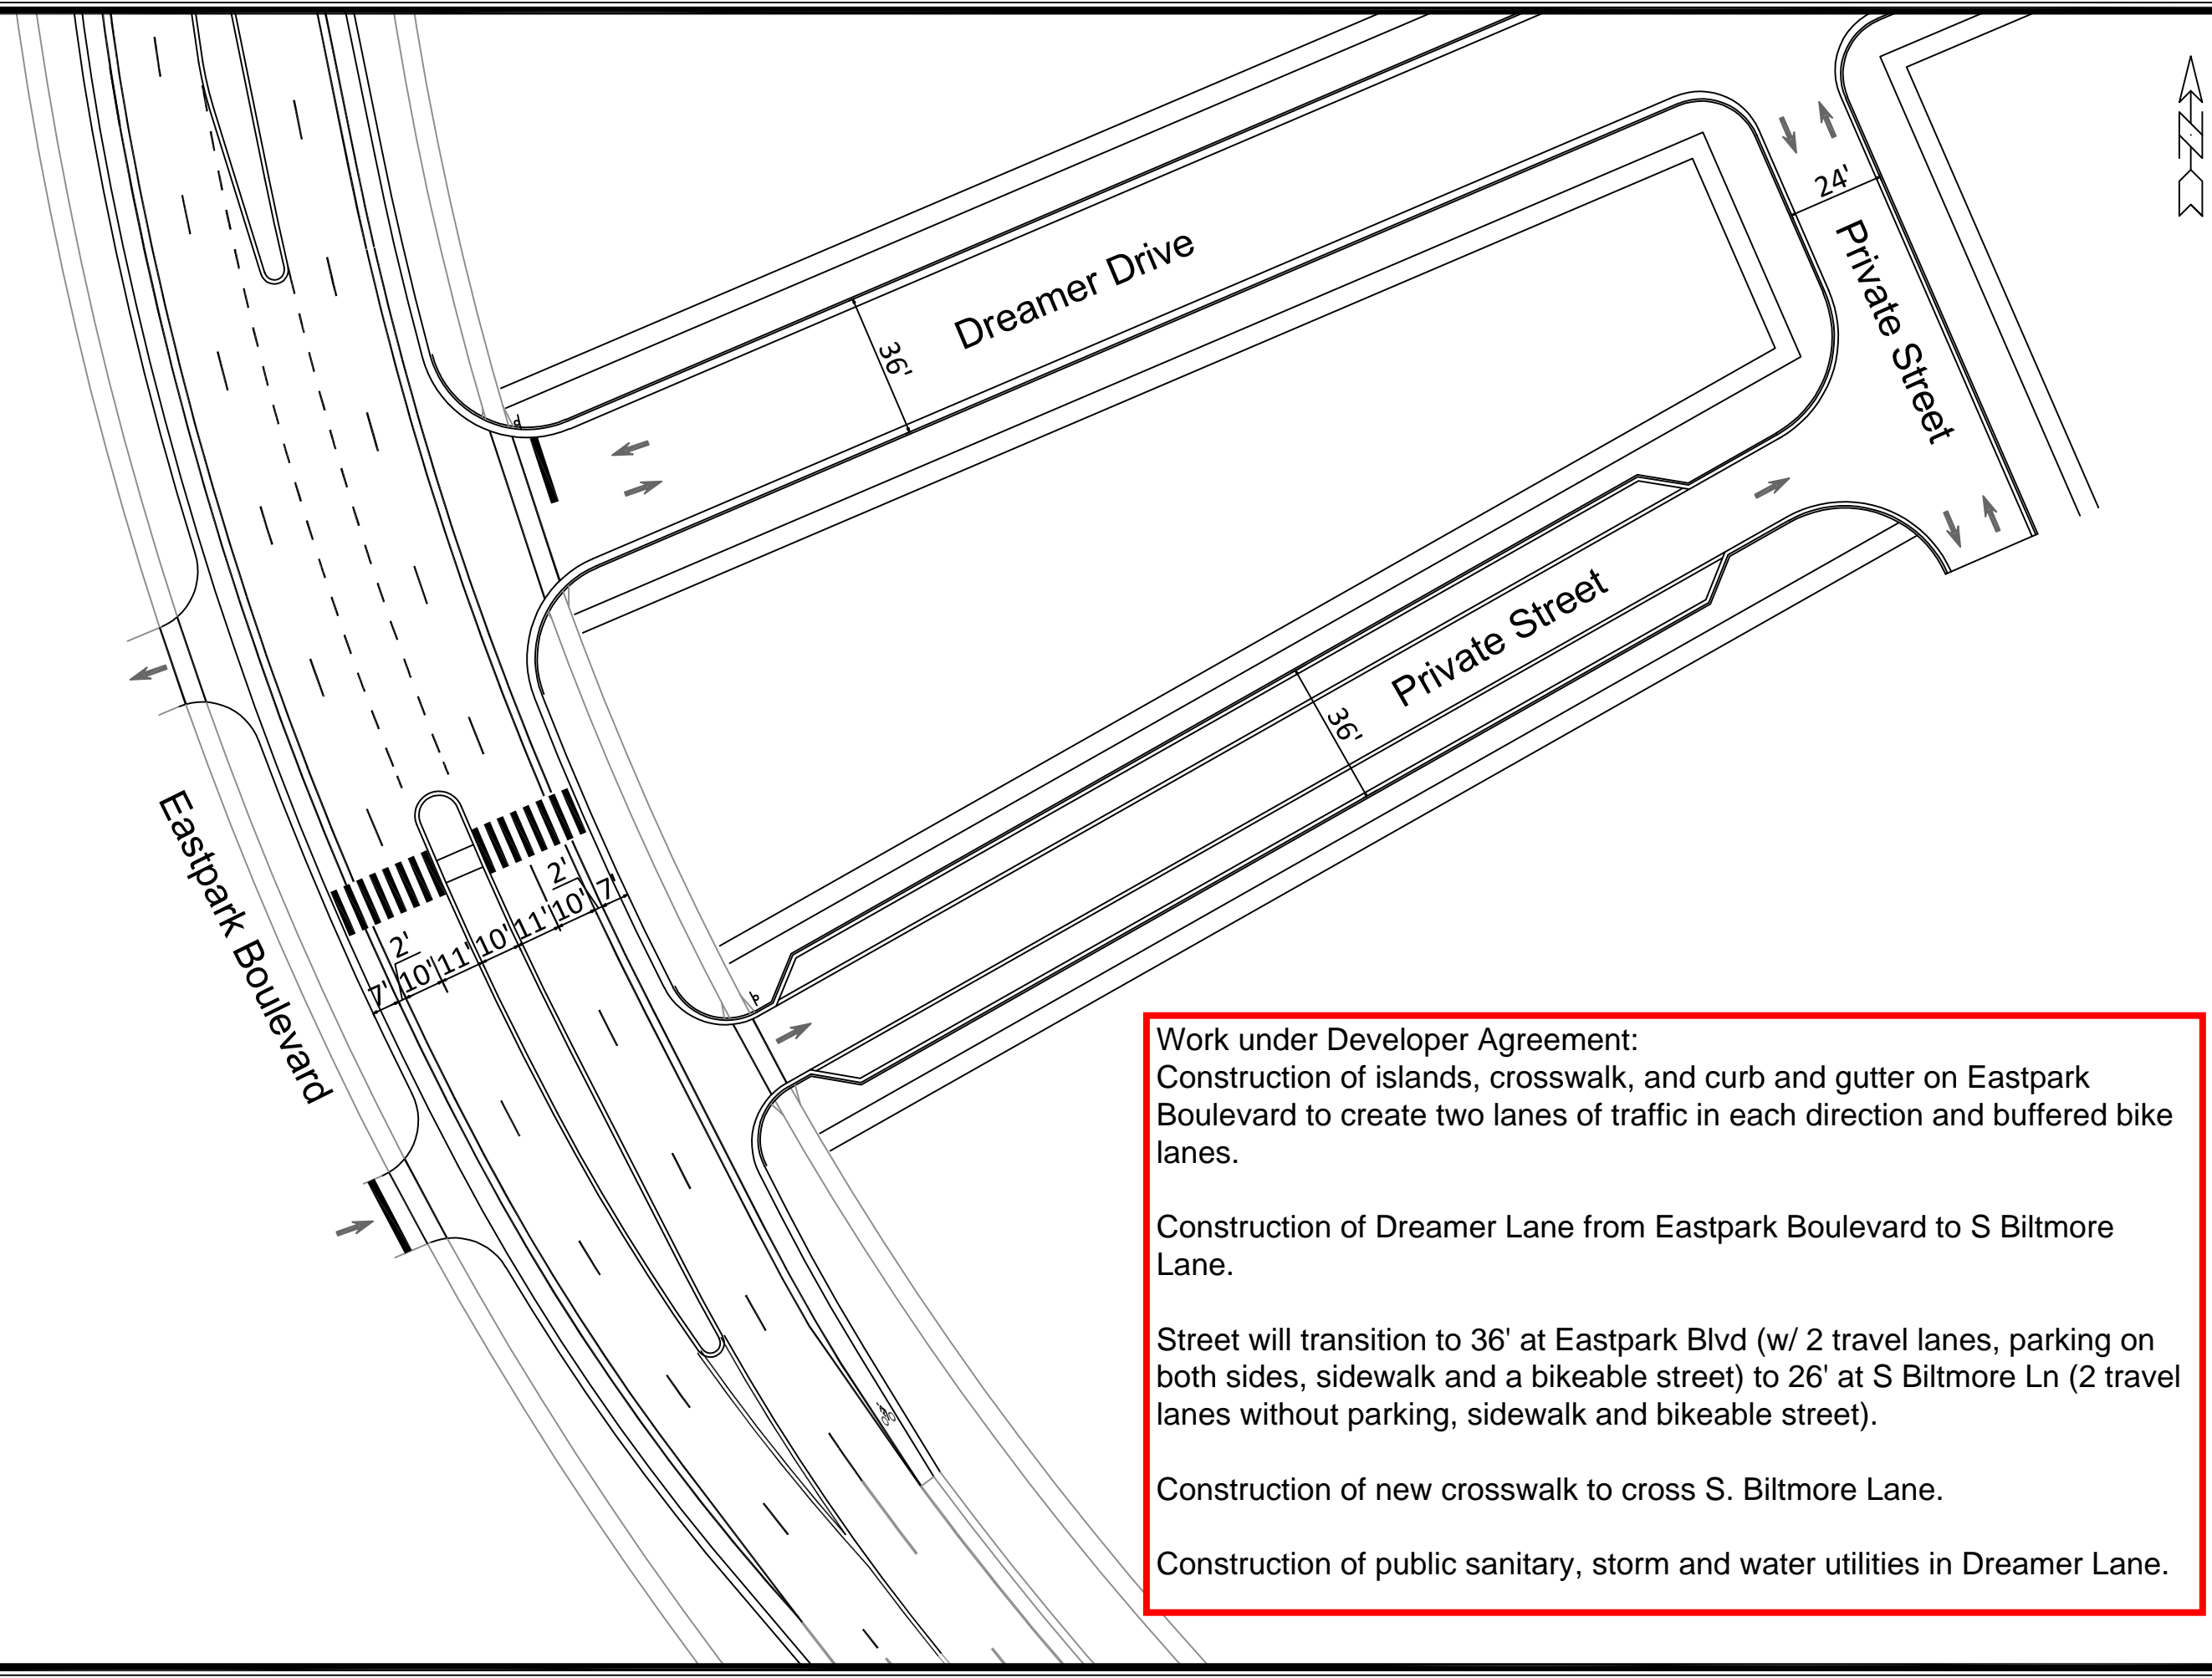 Dreamer Drive
36'
24'
Private Street
Private Street
36'
Eastpark Boulevard
7' 10' 2' 11' 10' 11' 10' 2' 7'
Work under Developer Agreement:
Construction of islands, crosswalk, and curb and gutter on Eastpark
Boulevard to create two lanes of traffic in each direction and buffered bike
lanes.
Construction of Dreamer Lane from Eastpark Boulevard to S Biltmore
Lane.
Street will transition to 36' at Eastpark Blvd (w/ 2 travel lanes, parking on
both sides, sidewalk and a bikeable street) to 26' at S Biltmore Ln (2 travel
lanes without parking, sidewalk and bikeable street).
Construction of new crosswalk to cross S. Biltmore Lane.
Construction of public sanitary, storm and water utilities in Dreamer Lane.